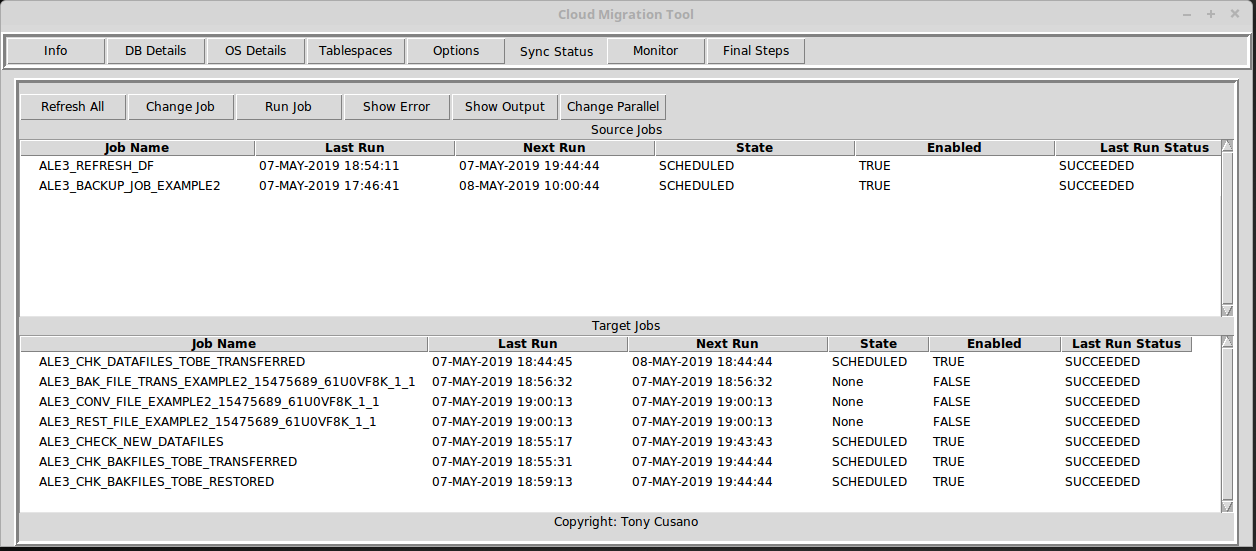 Cloud Migration Tool
Info DB Details OS Details Tablespaces Options Sync Status Monitor Final Steps
Refresh All Change Job Run Job Show Error Show Output Change Parallel
Source Jobs
Job Name Last Run Next Run State Enabled Last Run Status
ALE3_REFRESH_DF 07-MAY-2019 18:54:11 07-MAY-2019 19:44:44 SCHEDULED TRUE SUCCEEDED
ALE3_BACKUP_JOB_EXAMPLE2 07-MAY-2019 17:46:41 08-MAY-2019 10:00:44 SCHEDULED TRUE SUCCEEDED
Target Jobs
Job Name Last Run Next Run State Enabled Last Run Status
ALE3_CHK_DATAFILES_TOBE_TRANSFERRED 07-MAY-2019 18:44:45 08-MAY-2019 18:44:44 SCHEDULED TRUE SUCCEEDED
ALE3_BAK_FILE_TRANS_EXAMPLE2_15475689_61U0VF8K_1_1 07-MAY-2019 18:56:32 07-MAY-2019 18:56:32 None FALSE SUCCEEDED
ALE3_CONV_FILE_EXAMPLE2_15475689_61U0VF8K_1_1 07-MAY-2019 19:00:13 07-MAY-2019 19:00:13 None FALSE SUCCEEDED
ALE3_REST_FILE_EXAMPLE2_15475689_61U0VF8K_1_1 07-MAY-2019 19:00:13 07-MAY-2019 19:00:13 None FALSE SUCCEEDED
ALE3_CHECK_NEW_DATAFILES 07-MAY-2019 18:55:17 07-MAY-2019 19:43:43 SCHEDULED TRUE SUCCEEDED
ALE3_CHK_BAKFILES_TOBE_TRANSFERRED 07-MAY-2019 18:55:31 07-MAY-2019 19:44:44 SCHEDULED TRUE SUCCEEDED
ALE3_CHK_BAKFILES_TOBE_RESTORED 07-MAY-2019 18:59:13 07-MAY-2019 19:44:44 SCHEDULED TRUE SUCCEEDED
Copyright: Tony Cusano